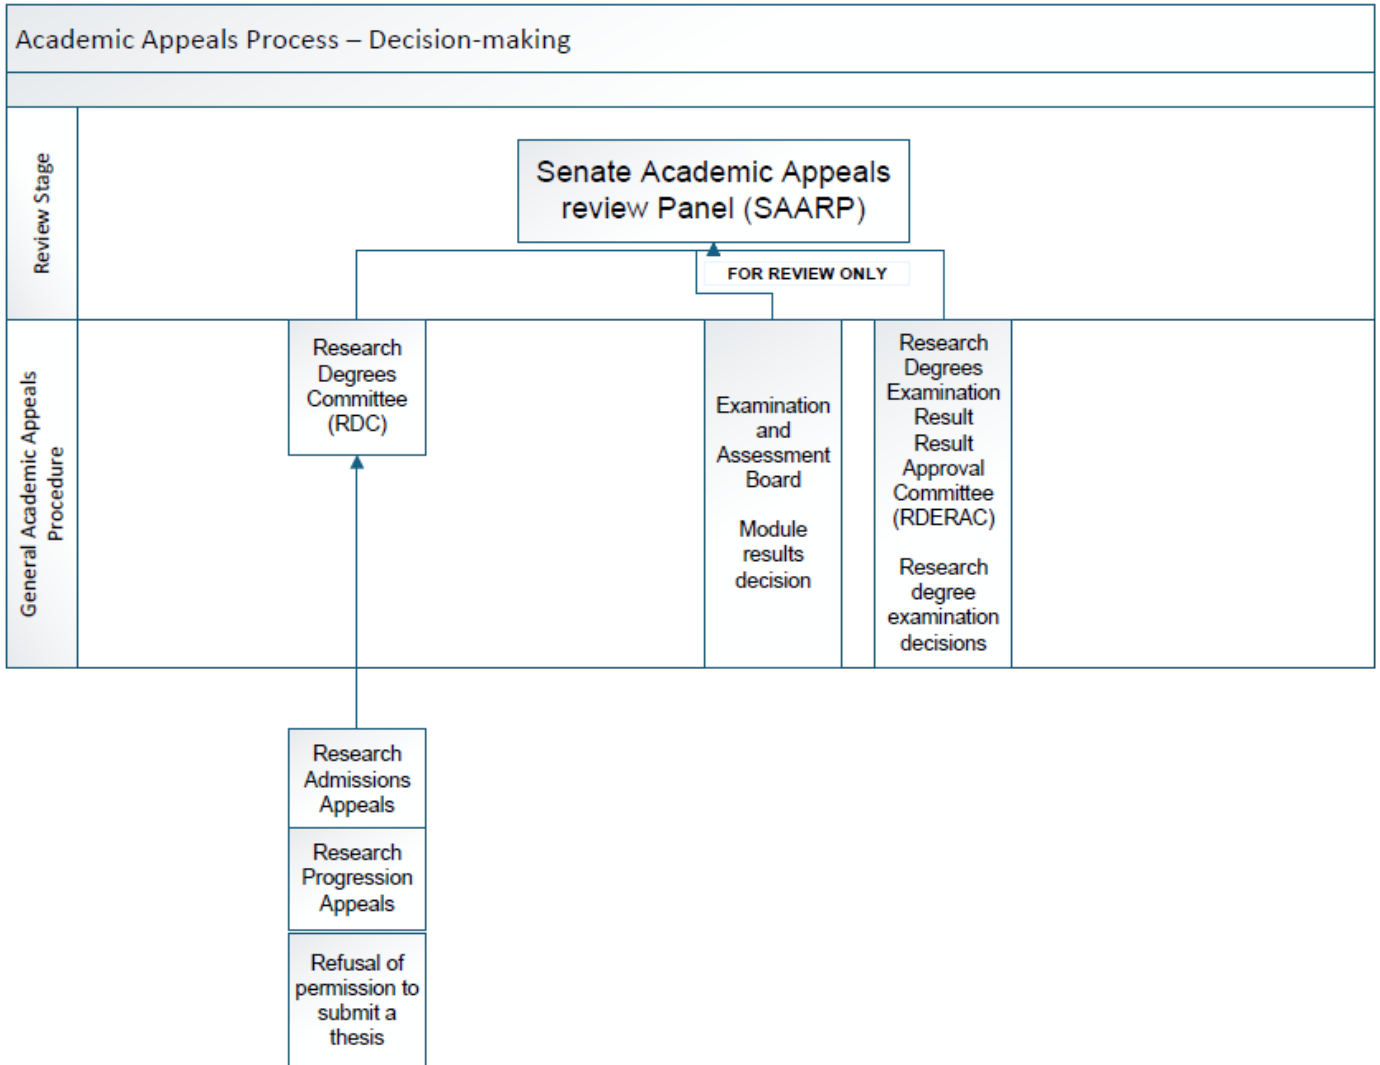 Academic Appeals Process – Decision-making
Review Stage
Senate Academic Appeals
review Panel (SAARP)
FOR REVIEW ONLY
General Academic Appeals
Procedure
Research
Degrees
Committee
(RDC)
Examination
and
Assessment
Board
Module
results
decision
Research
Degrees
Examination
Result
Result
Approval
Committee
(RDERAC)
Research
degree
examination
decisions
Research
Admissions
Appeals
Research
Progression
Appeals
Refusal of
permission to
submit a
thesis